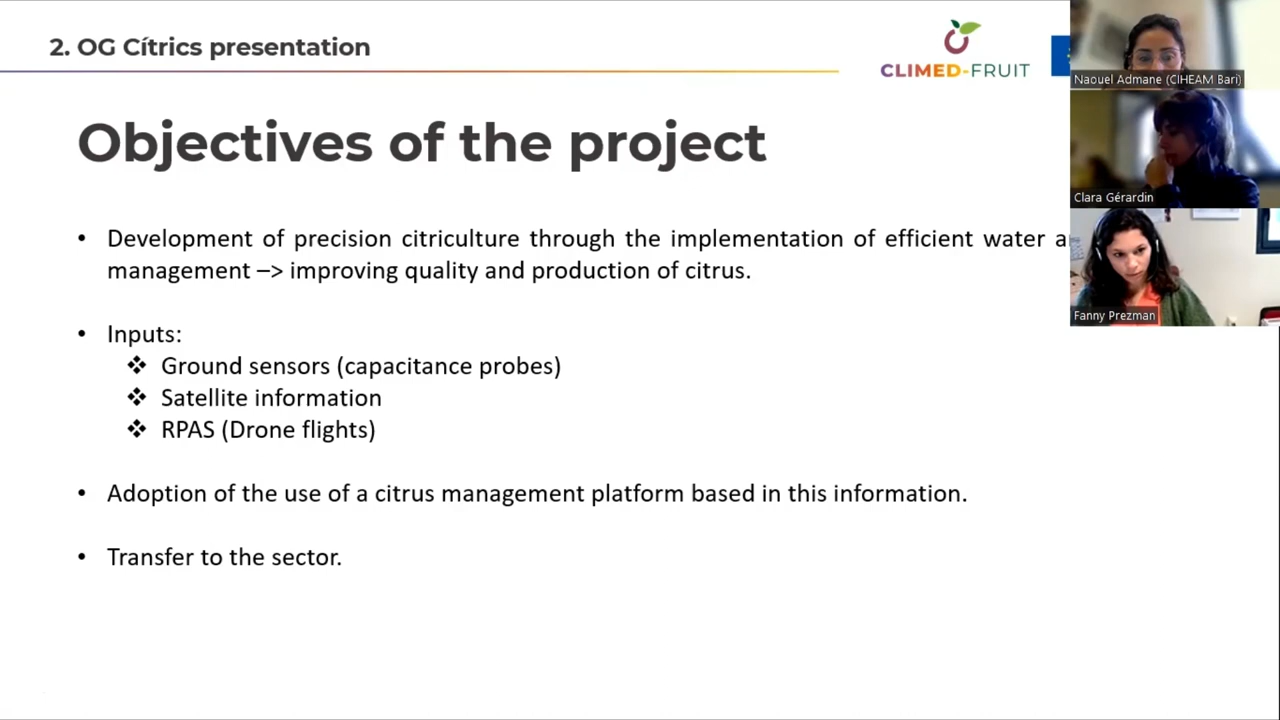 2. OG Cítrics presentation
CLIMED-FRUIT
Naouel Admane (CIHEAM Bari)
Objectives of the project
Clara Gérardin
• Development of precision citriculture through the implementation of efficient water
management –> improving quality and production of citrus.
Fanny Prezman
• Inputs:
❖ Ground sensors (capacitance probes)
❖ Satellite information
❖ RPAS (Drone flights)
• Adoption of the use of a citrus management platform based in this information.
• Transfer to the sector.